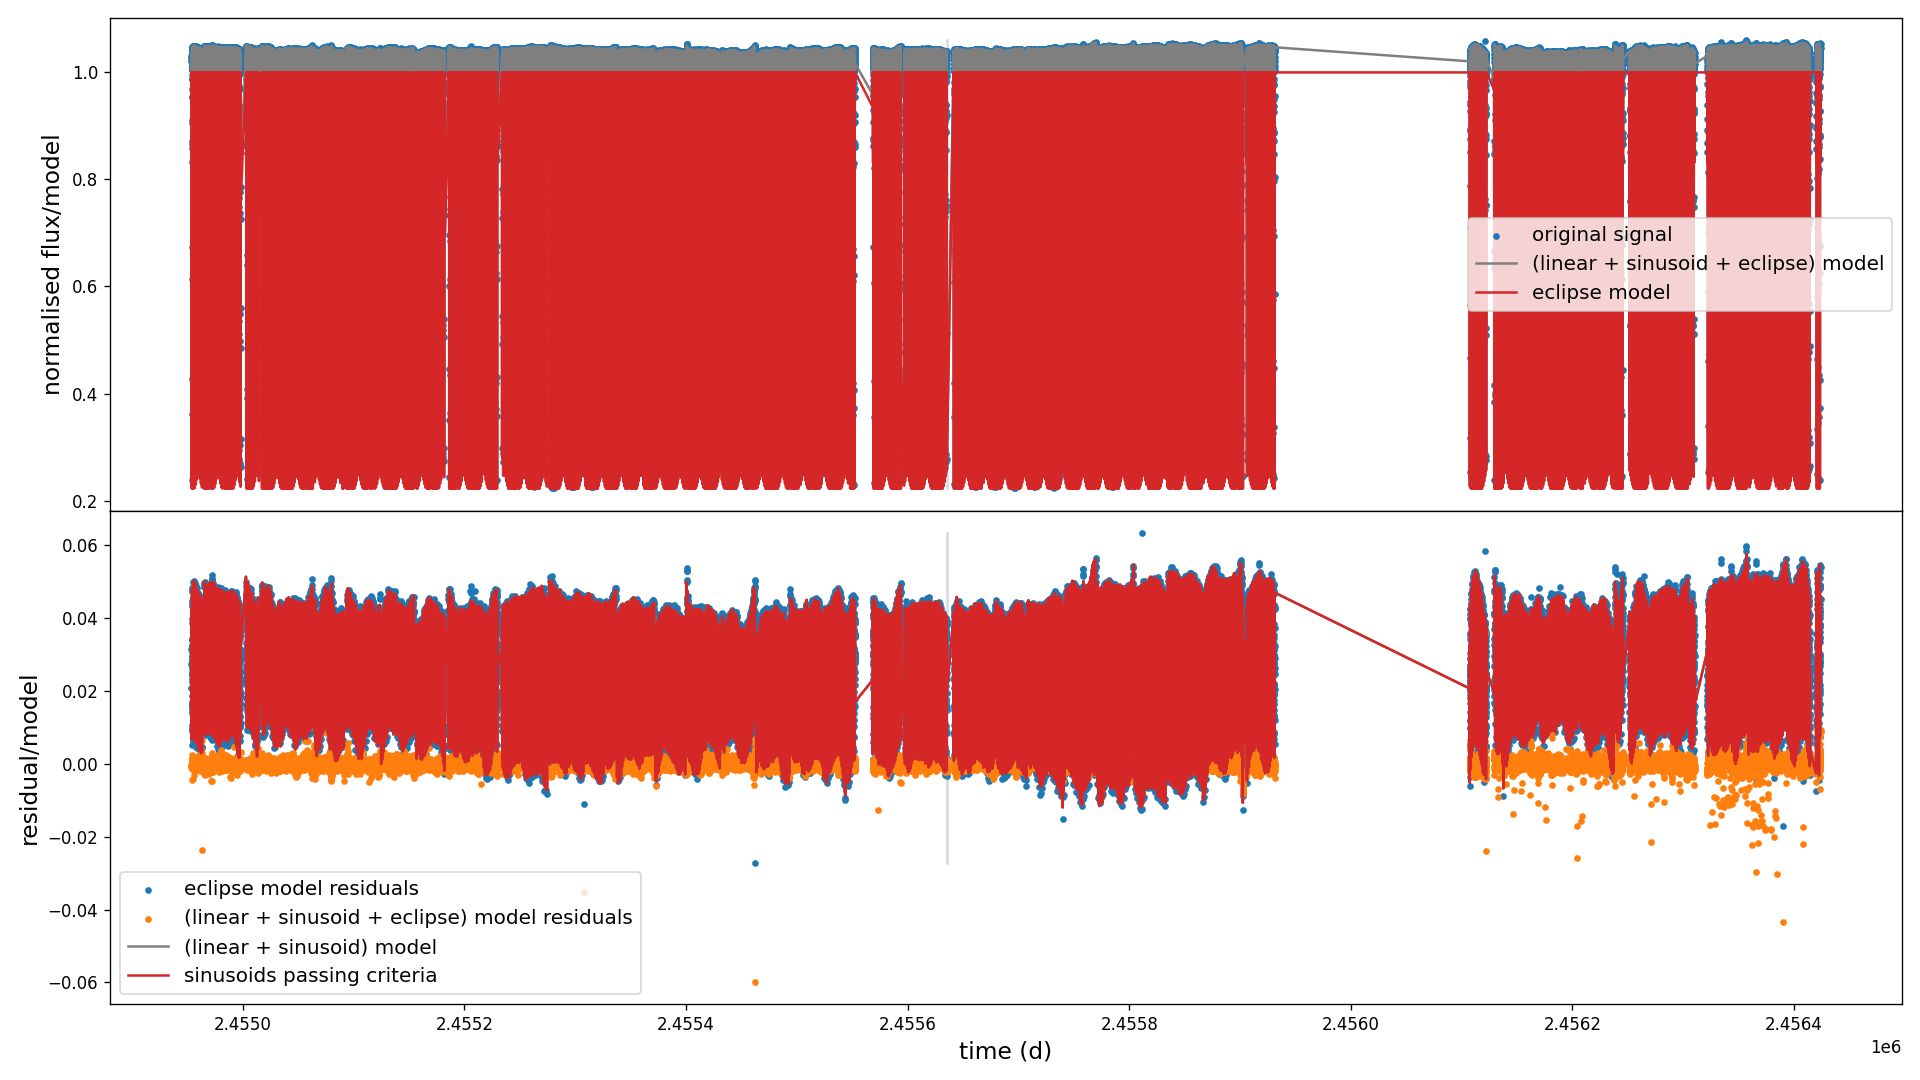 normalised flux/model
1.0
0.8
0.6
0.4
0.2
original signal
(linear + sinusoid + eclipse) model
eclipse model
residual/model
0.06
0.04
0.02
0.00
−0.02
−0.04
−0.06
eclipse model residuals
(linear + sinusoid + eclipse) model residuals
(linear + sinusoid) model
sinusoids passing criteria
2.4550 2.4552 2.4554 2.4556 2.4558 2.4560 2.4562 2.4564
time (d)
1e6